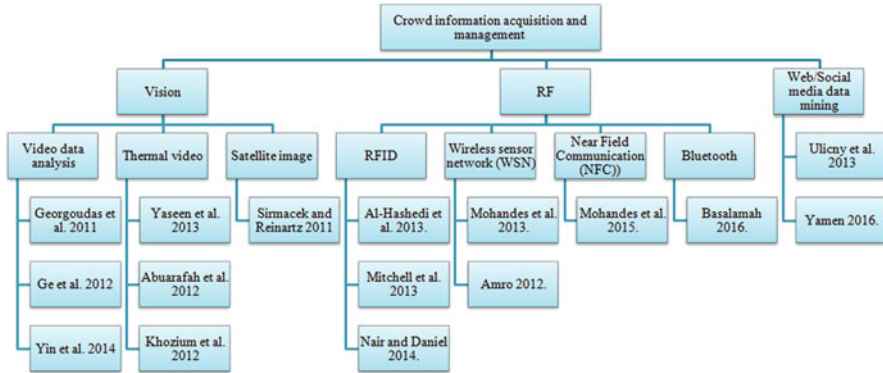 Crowd information acquisition and
management
Vision
RF
Web/Social
media data
mining
Video data
analysis
Thermal video
Satellite image
RFID
Wireless sensor
network (WSN)
Near Field
Communication
(NFC))
Bluetooth
Ulicny et al.
2013
Georgoudas et
al. 2011
Yaseen et al.
2013
Sirmacek and
Reinartz 2011
Al-Hashedi et
al. 2013.
Mohandes et al.
2013.
Mohandes et al.
2015.
Basalamah
2016.
Yamen 2016.
Ge et al. 2012
Abuarafah et al.
2012
Mitchell et al.
2013
Amro 2012.
Yin et al. 2014
Khozium et al.
2012
Nair and Daniel
2014.